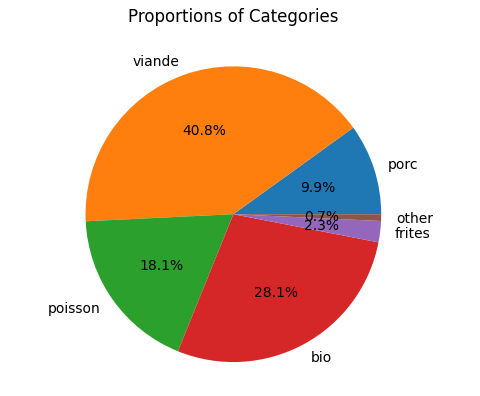 Proportions of Categories
viande
40.8%
porc
9.9%
0.7%
other
2.3%
frites
18.1%
28.1%
poisson
bio